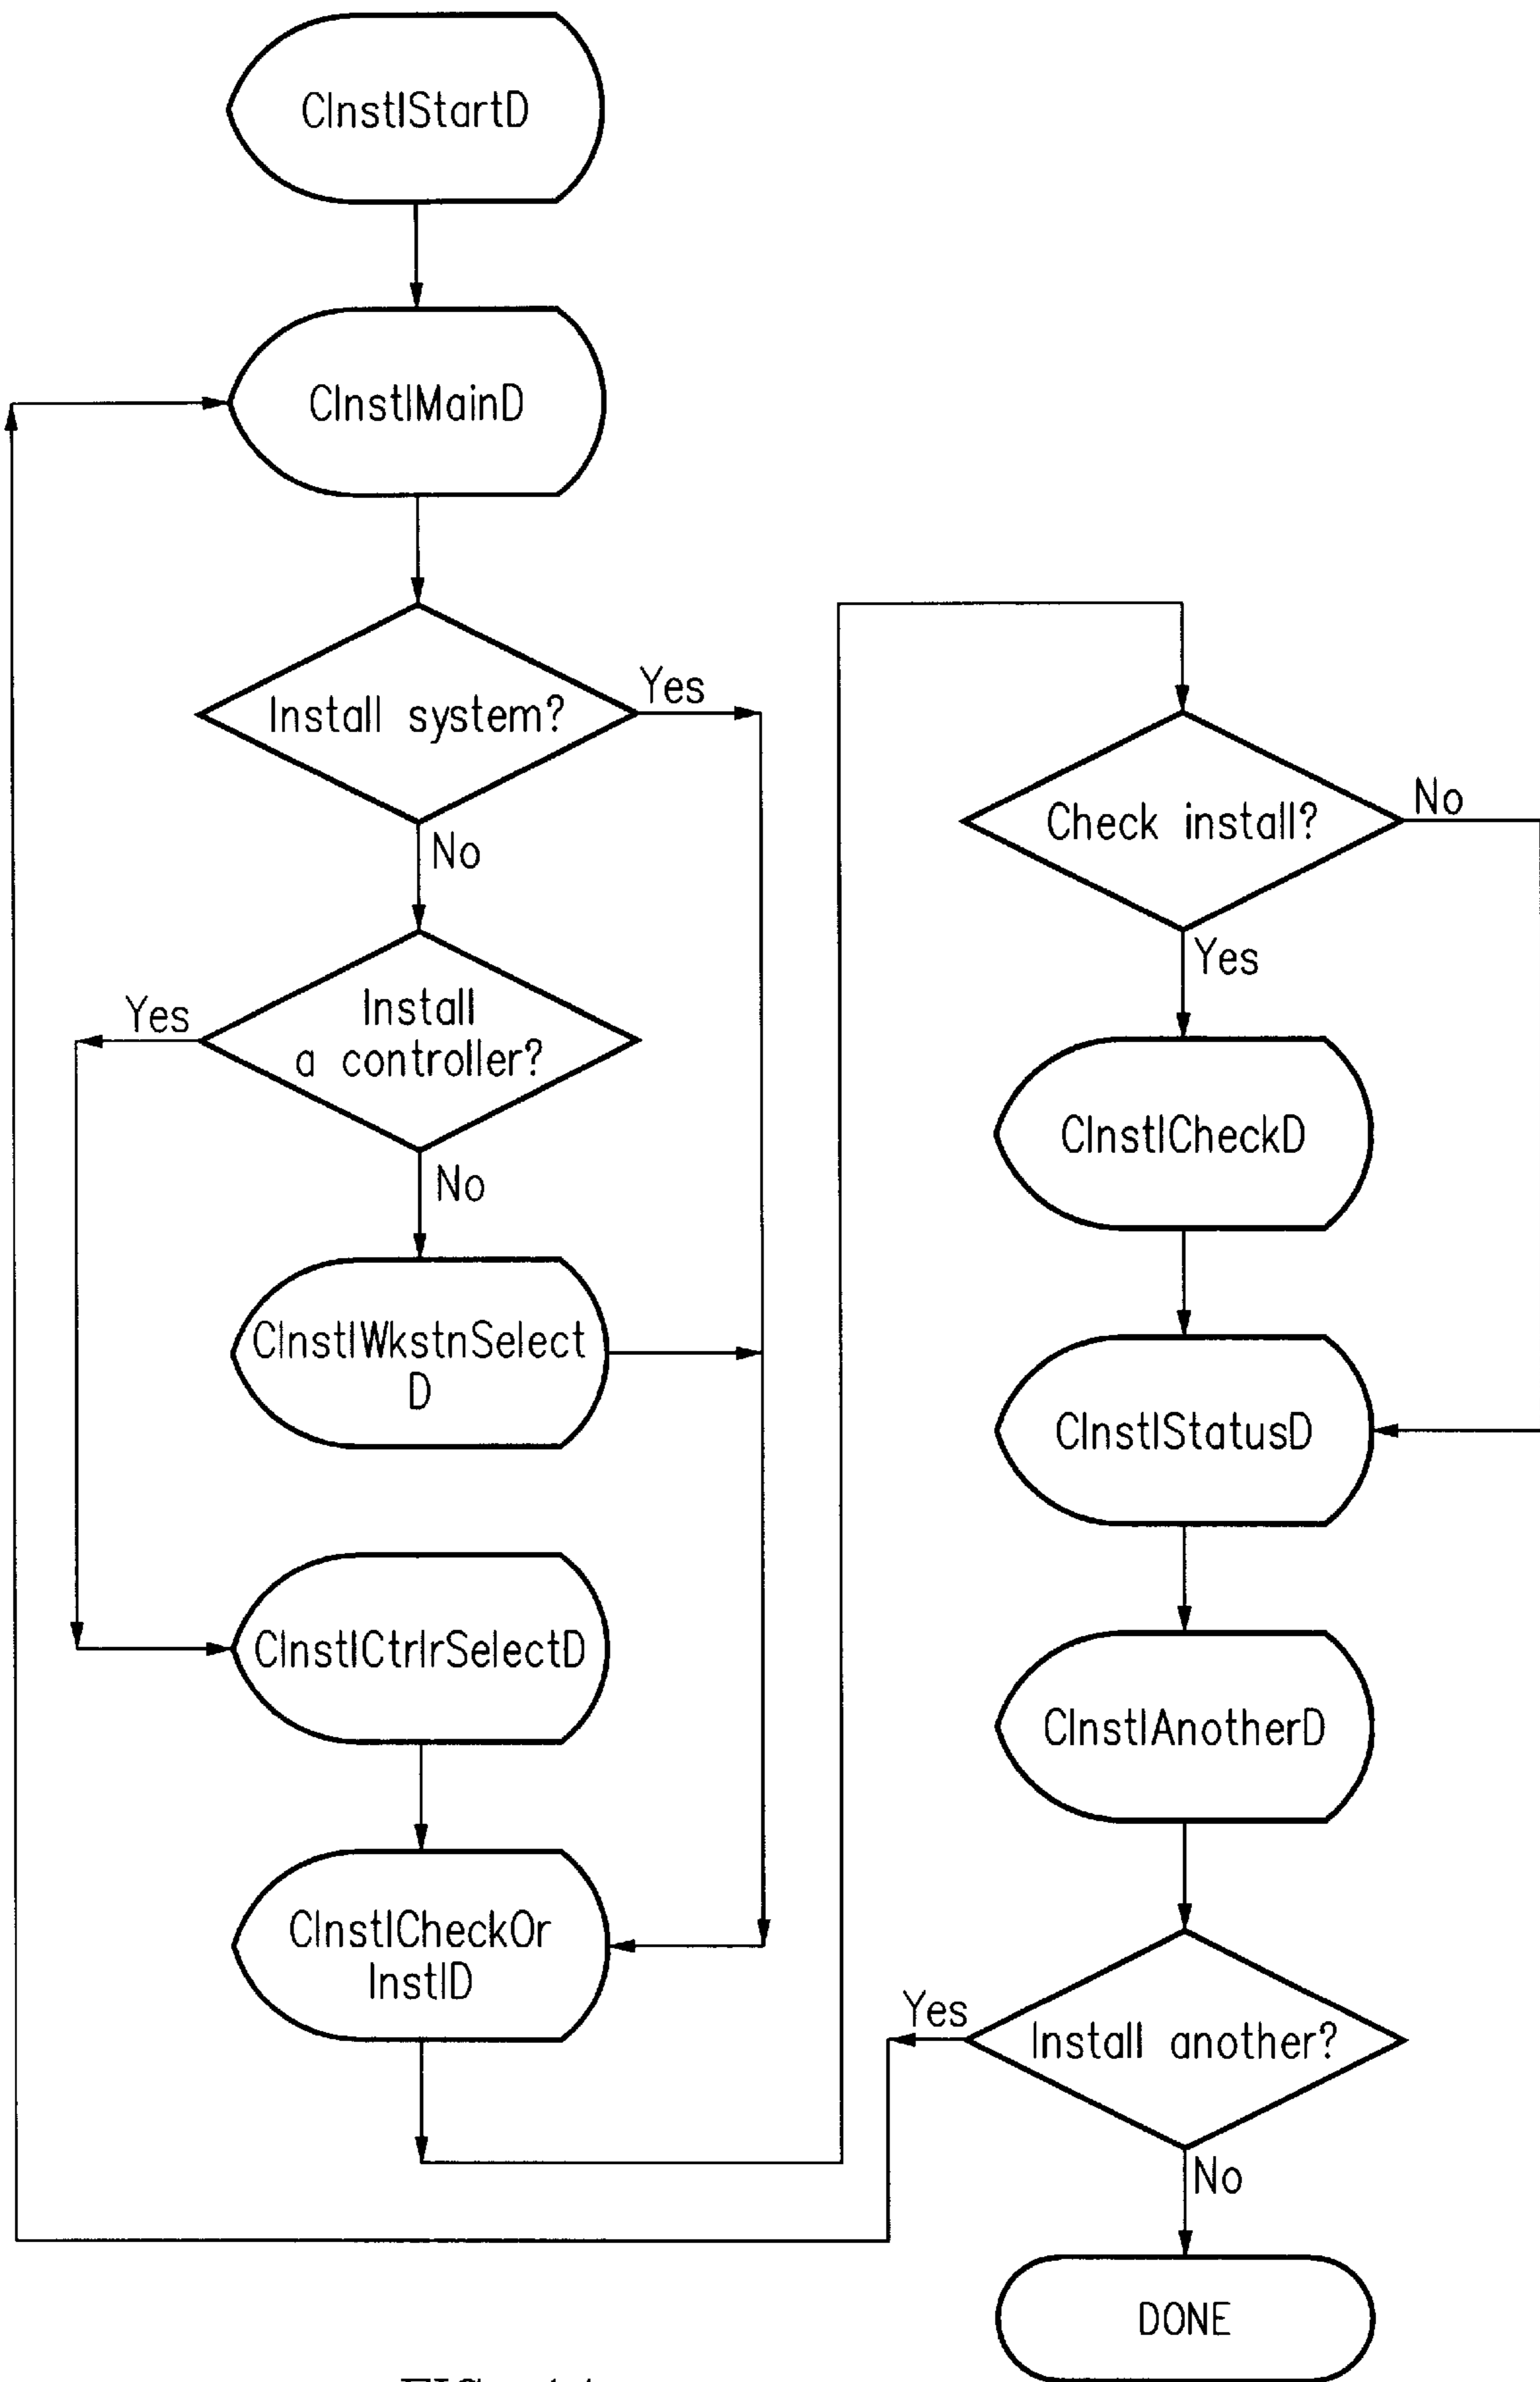 CInstlStartD
CInstlMainD
Install system?
Yes
No
Install
a controller?
Yes
No
CInstlWkstnSelect
D
CInstlCtrlrSelectD
CInstlCheckOr
InstlD
Check install?
No
Yes
CInstlCheckD
CInstlStatusD
CInstlAnotherD
Install another?
Yes
No
DONE